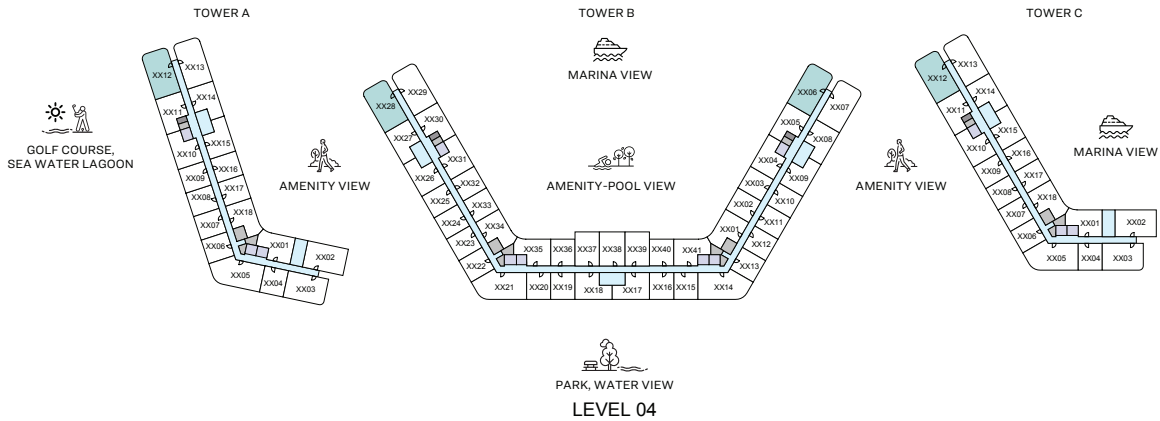 TOWER A
TOWER B
TOWER C
MARINA VIEW
GOLF COURSE,
SEA WATER LAGOON
AMENITY VIEW
AMENITY-POOL VIEW
AMENITY VIEW
MARINA VIEW
XX12
XX13
XX11
XX14
XX10
XX15
XX09
XX16
XX08
XX17
XX07
XX18
XX06
XX01
XX02
XX05
XX04
XX03
XX28
XX29
XX27
XX30
XX26
XX31
XX25
XX32
XX24
XX33
XX23
XX34
XX22
XX35
XX36
XX37
XX38
XX39
XX40
XX41
XX21
XX20
XX19
XX18
XX17
XX16
XX15
XX14
XX06
XX07
XX05
XX08
XX04
XX09
XX03
XX10
XX02
XX11
XX01
XX12
XX13
XX12
XX13
XX11
XX14
XX10
XX15
XX09
XX16
XX08
XX17
XX07
XX18
XX06
XX01
XX02
XX05
XX04
XX03
PARK, WATER VIEW
LEVEL 04